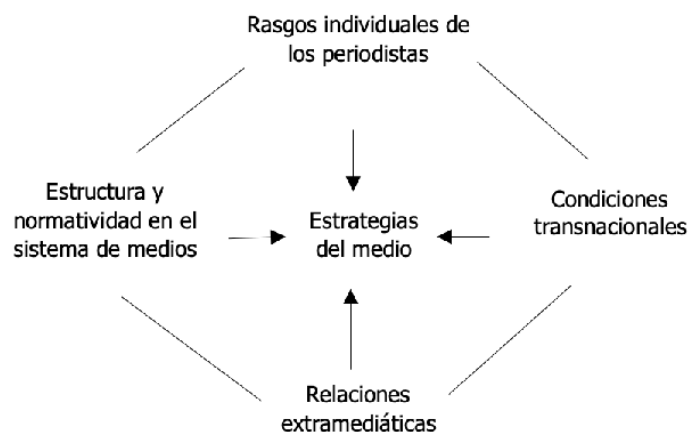 Rasgos individuales de
los periodistas
Estructura y
normatividad en el
sistema de medios
Estrategias
del medio
Condiciones
transnacionales
Relaciones
extramediáticas